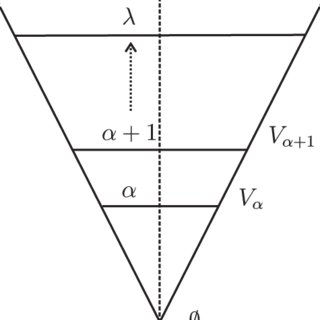 λ
α + 1
V_{α+1}
α
V_α
∅